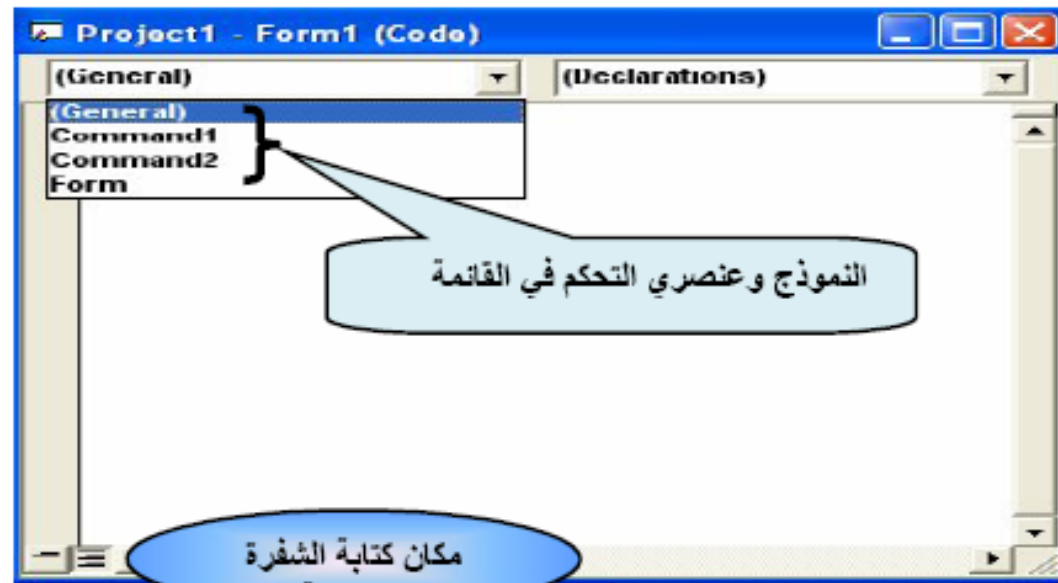 Project1 - Form1 (Code)
(General) (Declarations)
(General)
Command1
Command2
Form
النموذج وعنصري التحكم في القائمة
مكان كتابة الشفرة